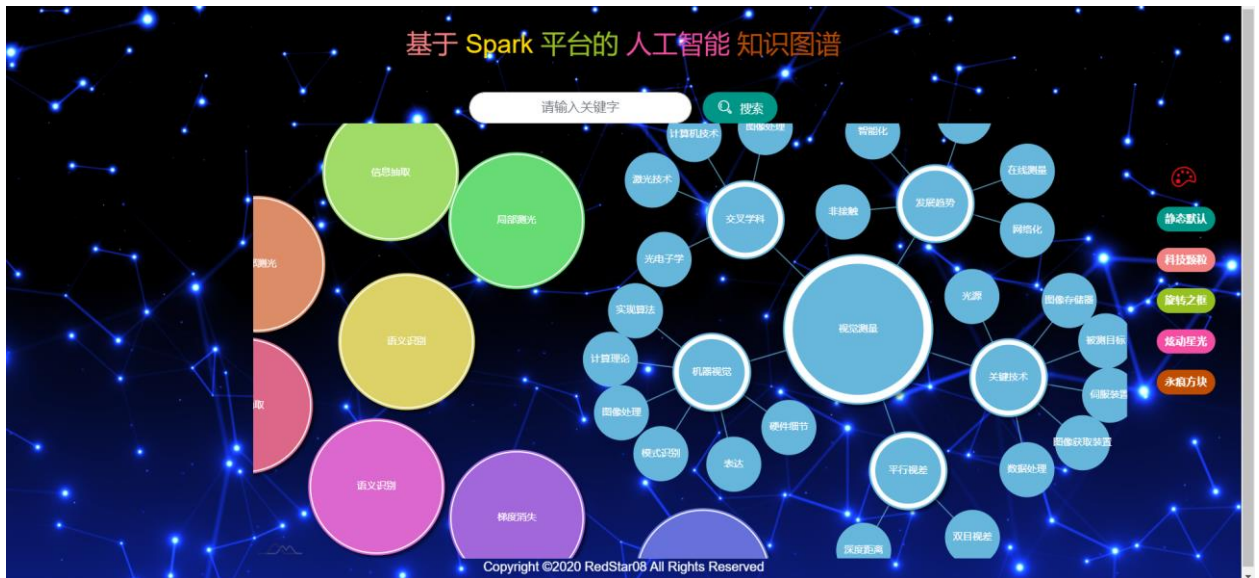 基于 Spark 平台的 人工智能 知识图谱
请输入关键字
搜索
计算机技术
图像处理
智能化
信息抽取
激光技术
在线测量
局部测光
交叉学科
非接触
发展趋势
静态默认
网络化
测光
光电子学
科技颗粒
光源
图像存储器
旋转之柜
实现算法
视觉测量
语义识别
被测目标
炫动星光
计算理论
机器视觉
关键技术
永痕方块
取
伺服装置
图像处理
硬件细节
图像获取装置
模式识别
表达
平行视差
数据处理
语义识别
梯度消失
双目视差
深度距离
Copyright ©2020 RedStar08 All Rights Reserved